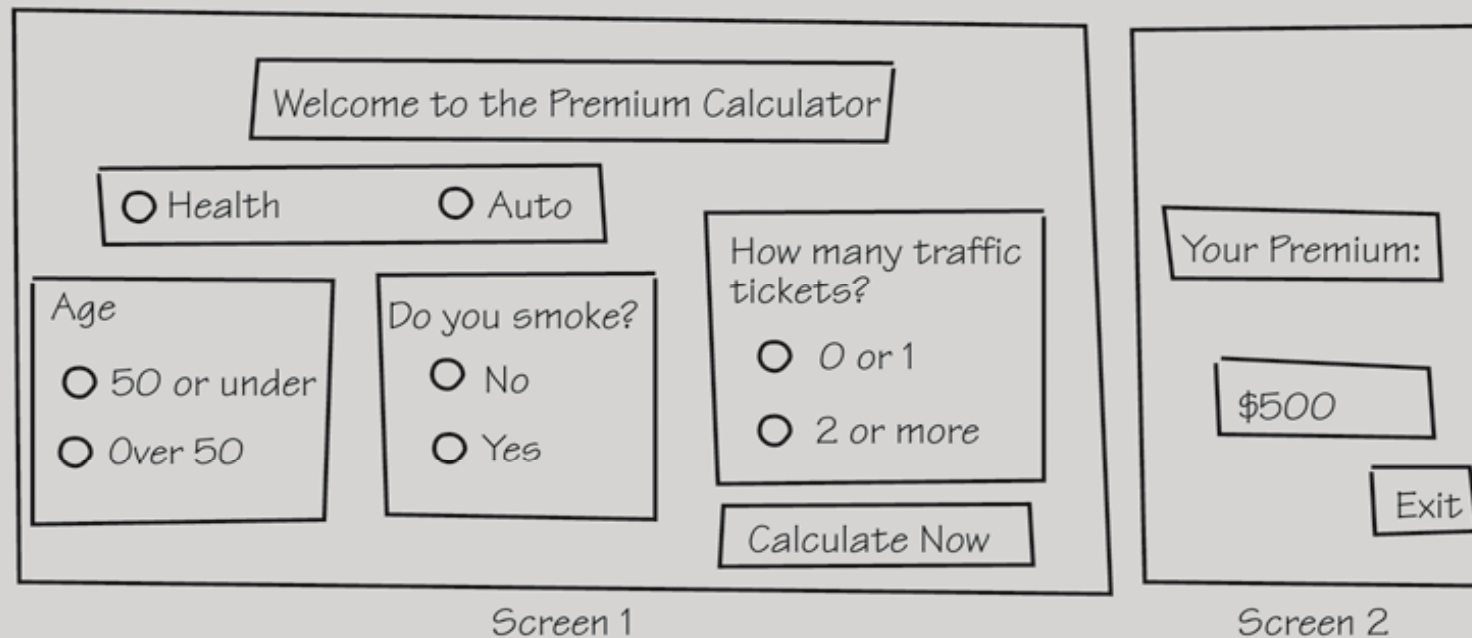 Welcome to the Premium Calculator
Health
Auto
Age
50 or under
Over 50
Do you smoke?
No
Yes
How many traffic
tickets?
0 or 1
2 or more
Calculate Now
Screen 1
Your Premium:
$500
Exit
Screen 2